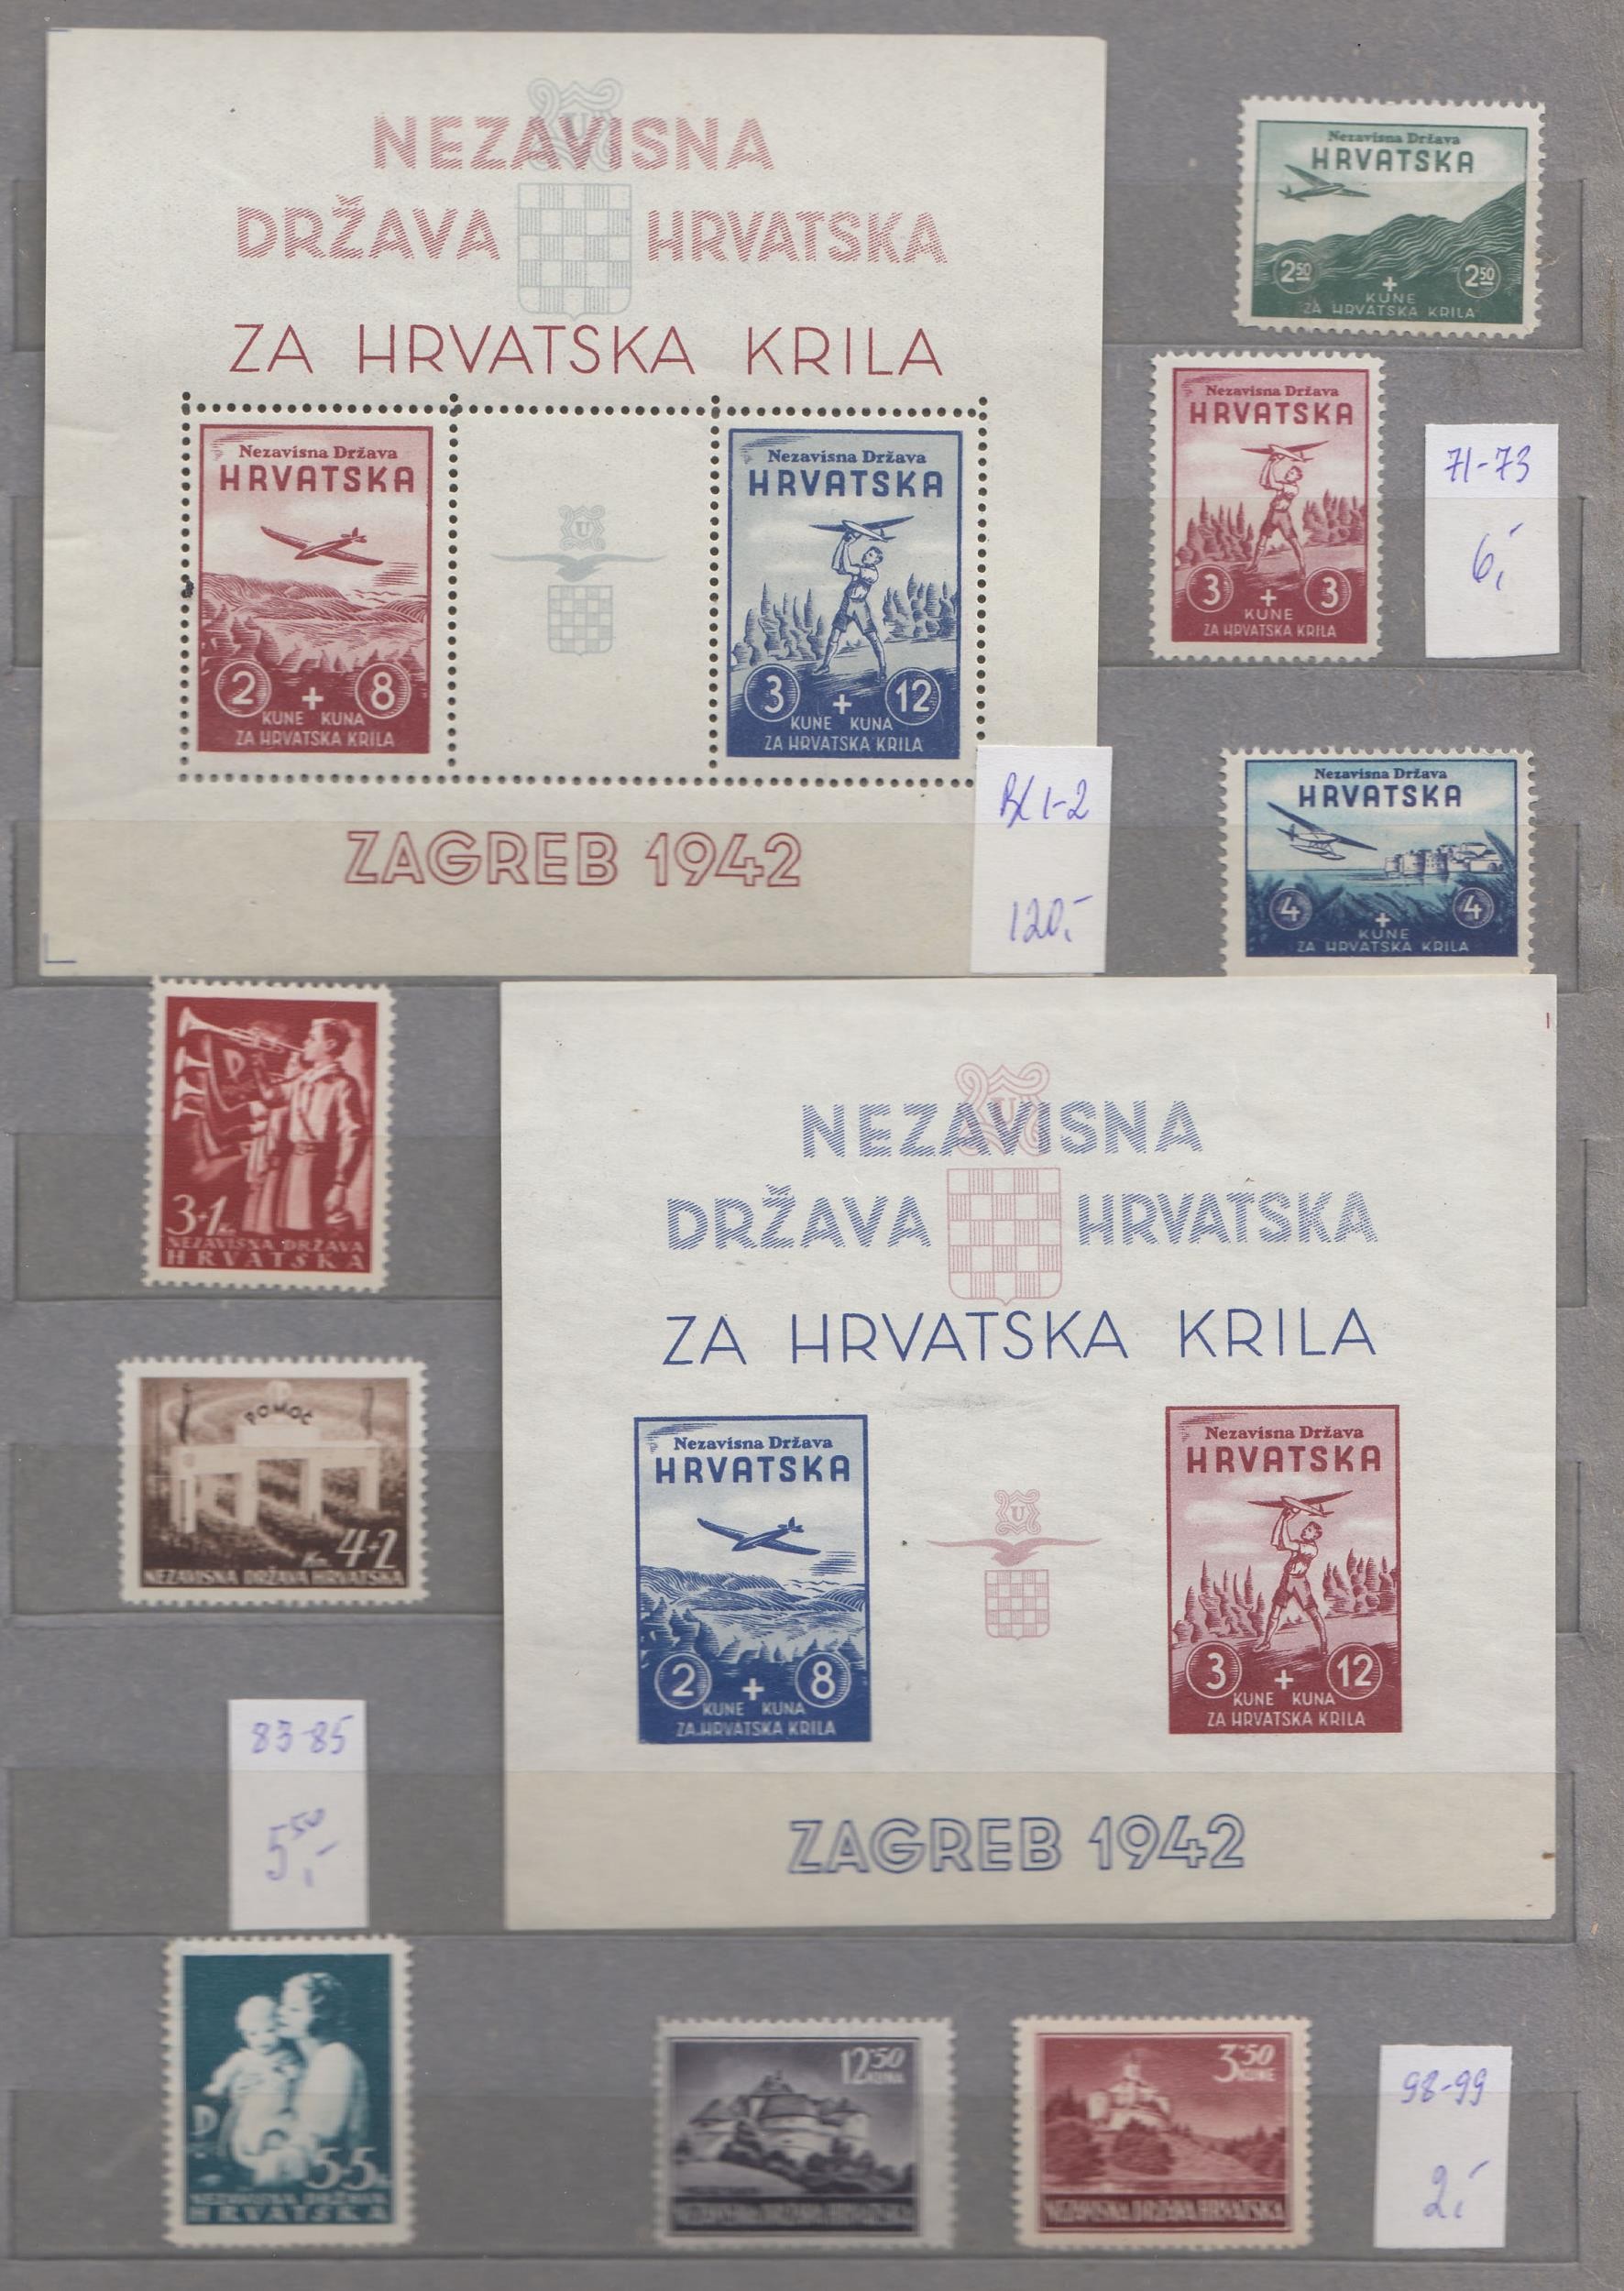 NEZAVISNA
DRŽAVA HRVATSKA
ZA HRVATSKA KRILA
Nezavisna Država
HRVATSKA
2 + 8
KUNE KUNA
ZA HRVATSKA KRILA
U
Nezavisna Država
HRVATSKA
3 + 12
KUNE KUNA
ZA HRVATSKA KRILA
ZAGREB 1942
Bl 1-2
120,-
Nezavisna Država
HRVATSKA
2 50 + 2 50
KUNE
ZA HRVATSKA KRILA
Nezavisna Država
HRVATSKA
3 + 3
KUNE
ZA HRVATSKA KRILA
71-73
6,-
Nezavisna Država
HRVATSKA
4 + 4
KUNE
ZA HRVATSKA KRILA
D
3+1
NEZAVISNA DRŽAVA
HRVATSKA
POMOĆ
Kn 4+2
NEZAVISNA DRŽAVA HRVATSKA
83-85
5 50,-
NEZAVISNA
DRŽAVA HRVATSKA
ZA HRVATSKA KRILA
Nezavisna Država
HRVATSKA
2 + 8
KUNE KUNA
ZA HRVATSKA KRILA
U
Nezavisna Država
HRVATSKA
3 + 12
KUNE KUNA
ZA HRVATSKA KRILA
ZAGREB 1942
D
5+5
NEZAVISNA DRŽAVA
HRVATSKA
12'50
KUNA
NEZAVISNA DRŽAVA HRVATSKA
3'50
KUNE
NEZAVISNA DRŽAVA HRVATSKA
98-99
2,-